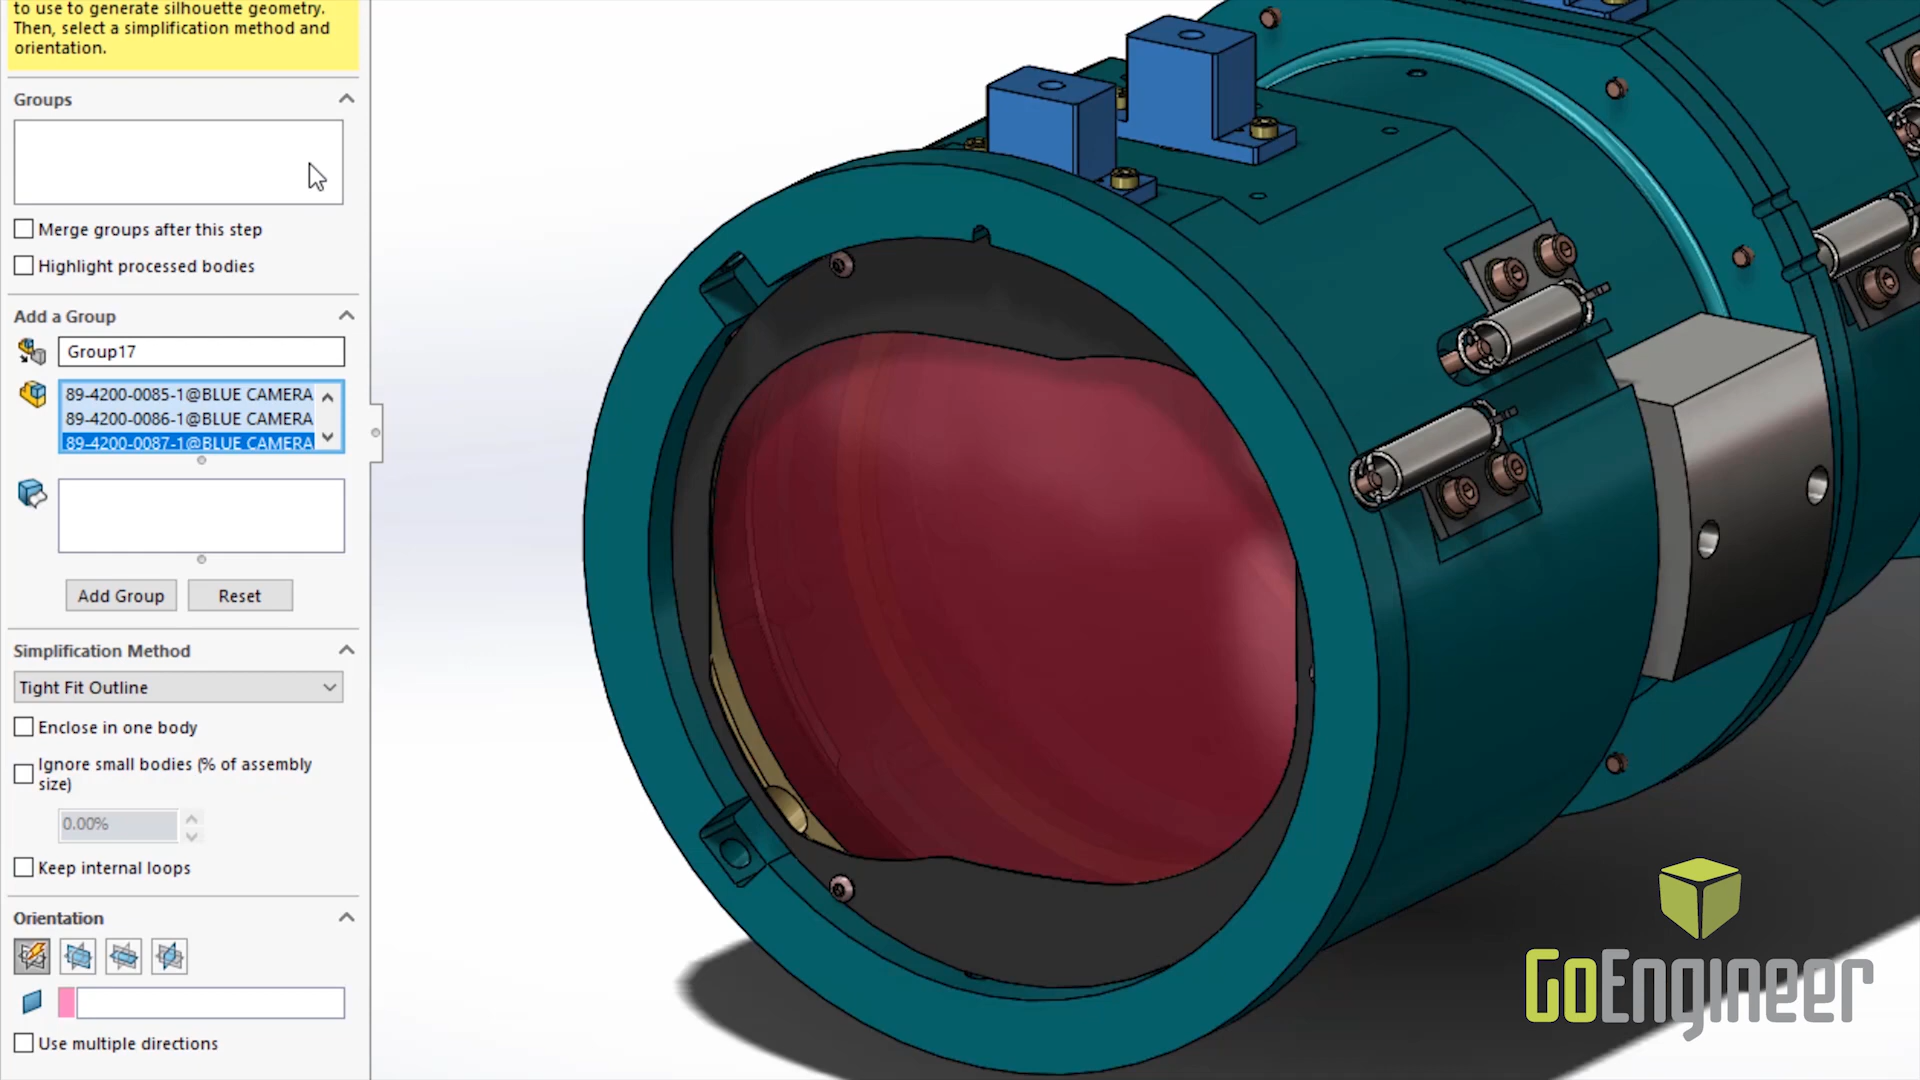 to use to generate silhouette geometry.
Then, select a simplification method and
orientation.
Groups
Merge groups after this step
Highlight processed bodies
Add a Group
Group17
89-4200-0085-1@BLUE CAMERA
89-4200-0086-1@BLUE CAMERA
89-4200-0087-1@BLUE CAMERA
Add Group
Reset
Simplification Method
Tight Fit Outline
Enclose in one body
Ignore small bodies (% of assembly
size)
0.00%
Keep internal loops
Orientation
Use multiple directions
GoEngineer